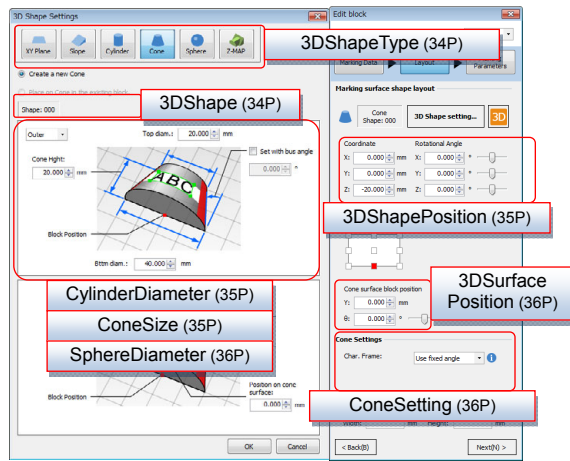 3D Shape Settings
XY Plane
Slope
Cylinder
Cone
Sphere
Z-MAP
3DShapeType (34P)
Create a new Cone
Place on Cone in the existing block.
Shape: 000
3DShape (34P)
Outer
Top diam.: 20.000 mm
Set with bus angle
0.000 °
Cone Hght:
20.000 mm
ABC
Block Position
Bttm diam.: 40.000 mm
CylinderDiameter (35P)
ConeSize (35P)
SphereDiameter (36P)
Block Position
Position on cone
surface:
0.000 mm
OK
Cancel
Edit block
Marking Data
Layout
Parameters
Marking surface shape layout
Cone
Shape: 000
3D Shape setting...
3D
Coordinate
Rotational Angle
X: 0.000 mm X: 0.000 °
Y: 0.000 mm Y: 0.000 °
Z: -20.000 mm Z: 0.000 °
3DShapePosition (35P)
Cone surface block position
Y: 0.000 mm
θ: 0.000 °
3DSurface
Position (36P)
Cone Settings
Char. Frame:
Use fixed angle
ConeSetting (36P)
Width: mm Height: mm
< Back(B)
Next(N) >